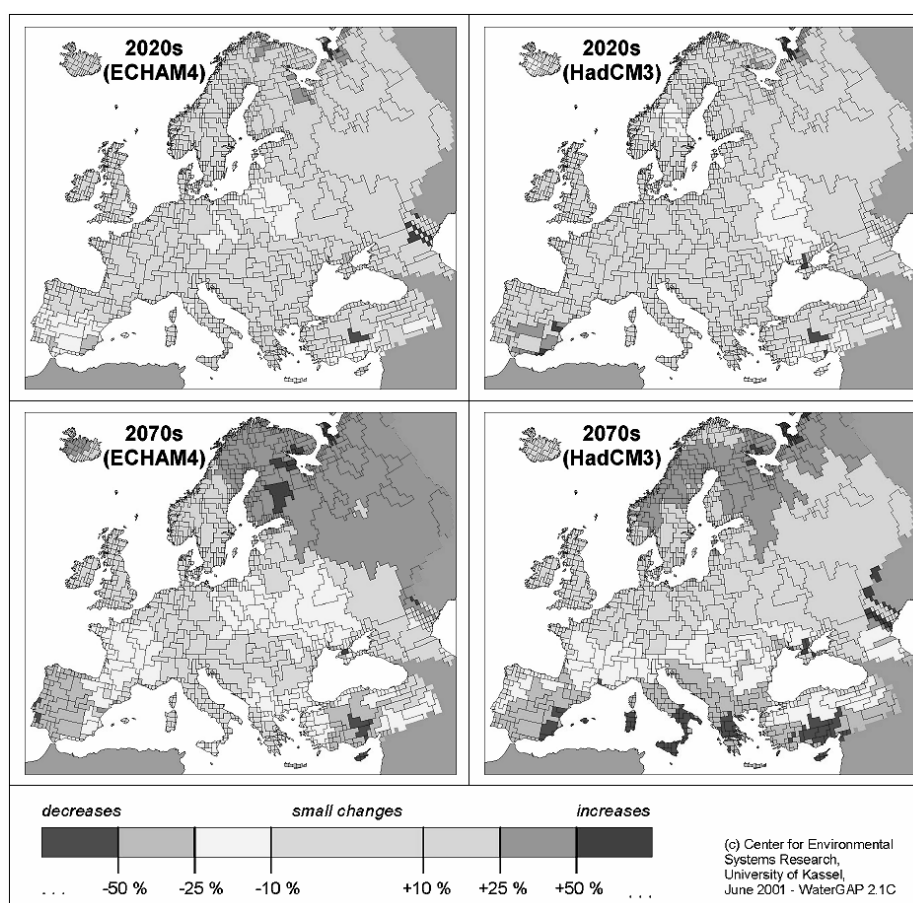 2020s
(ECHAM4)
2020s
(HadCM3)
2070s
(ECHAM4)
2070s
(HadCM3)
decreases small changes increases
. . . -50 % -25 % -10 % +10 % +25 % +50 % . . .
(c) Center for Environmental
Systems Research,
University of Kassel,
June 2001 - WaterGAP 2.1C